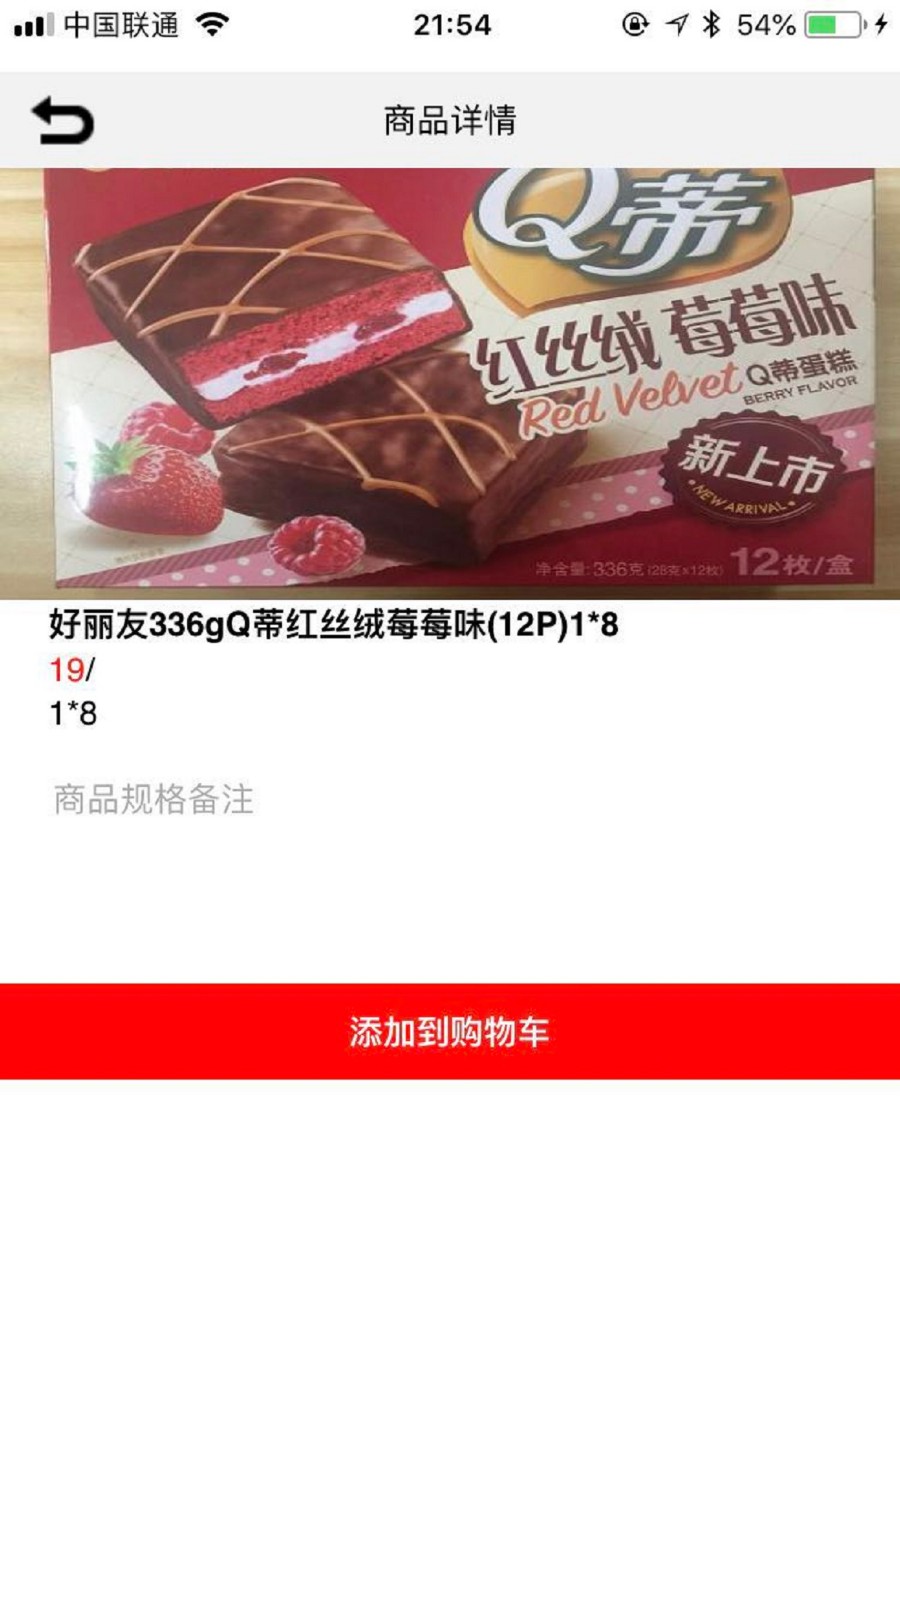 中国联通
21:54
54%
商品详情
Q蒂
红丝绒 莓莓味
Red Velvet Q蒂蛋糕
BERRY FLAVOR
新上市
NEW ARRIVAL
净含量:336克(28克x12枚) 12枚/盒
好丽友336gQ蒂红丝绒莓莓味(12P)1*8
19/
1*8
商品规格备注
添加到购物车